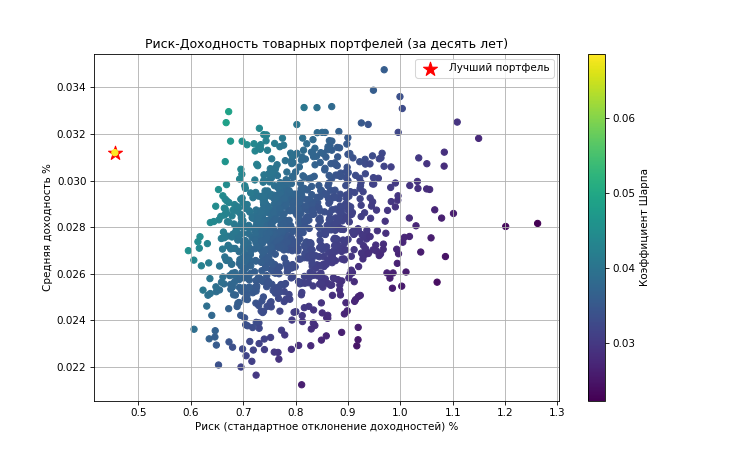 Риск-Доходность товарных портфелей (за десять лет)
Лучший портфель
Средняя доходность %
0.034
0.032
0.030
0.028
0.026
0.024
0.022
0.5 0.6 0.7 0.8 0.9 1.0 1.1 1.2 1.3
Риск (стандартное отклонение доходностей) %
0.06
0.05
0.04
0.03
Коэффициент Шарпа